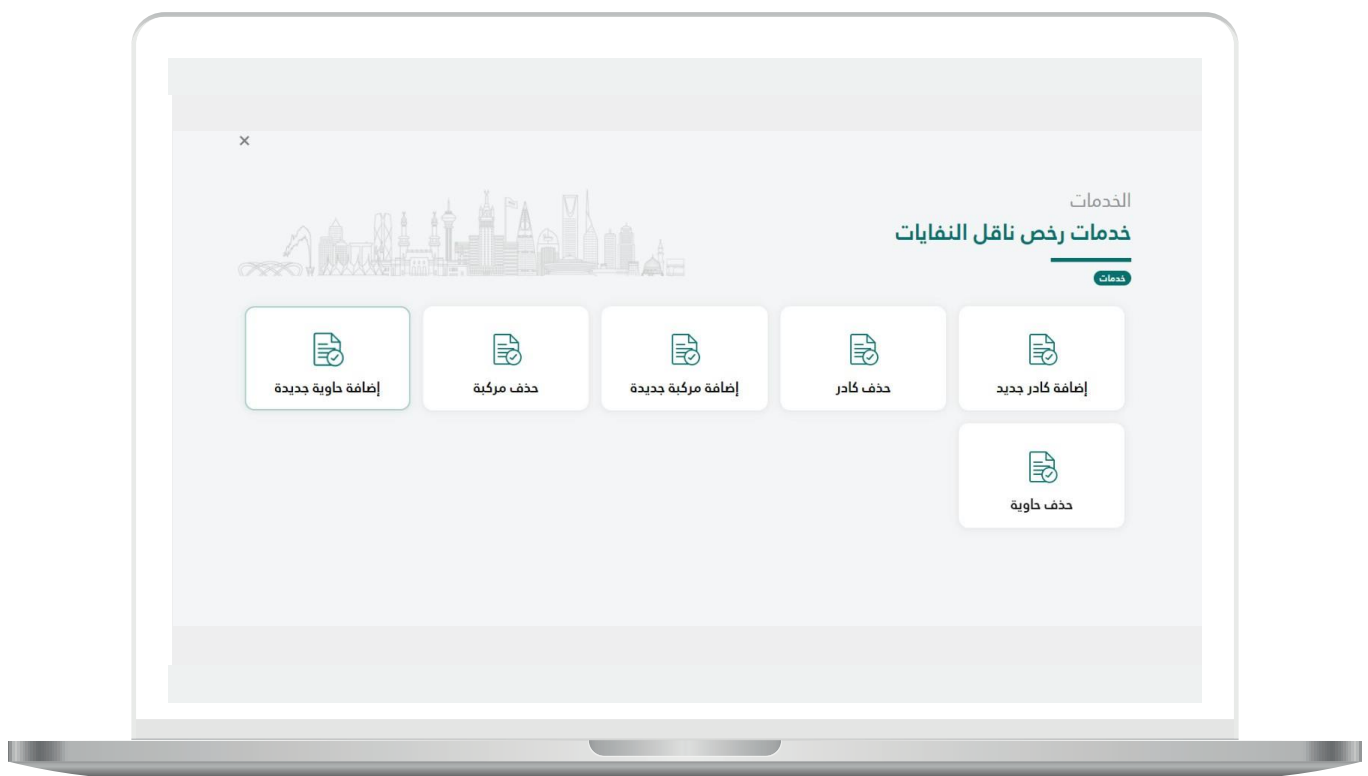 الخدمات
خدمات رخص ناقل النفايات
خدمات
إضافة كادر جديد
حذف كادر
إضافة مركبة جديدة
حذف مركبة
إضافة حاوية جديدة
حذف حاوية